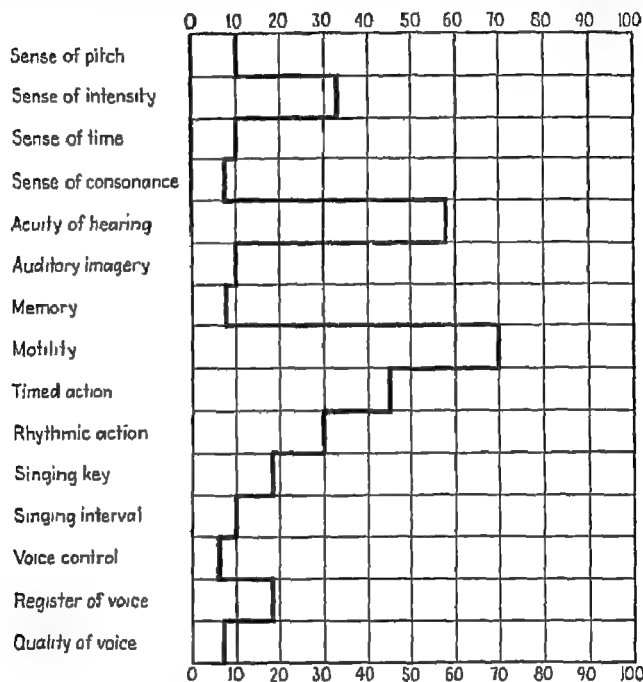 0 10 20 30 40 50 60 70 80 90 100
Sense of pitch
Sense of intensity
Sense of time
Sense of consonance
Acuity of hearing
Auditory imagery
Memory
Motility
Timed action
Rhythmic action
Singing key
Singing interval
Voice control
Register of voice
Quality of voice
0 10 20 30 40 50 60 70 80 90 100